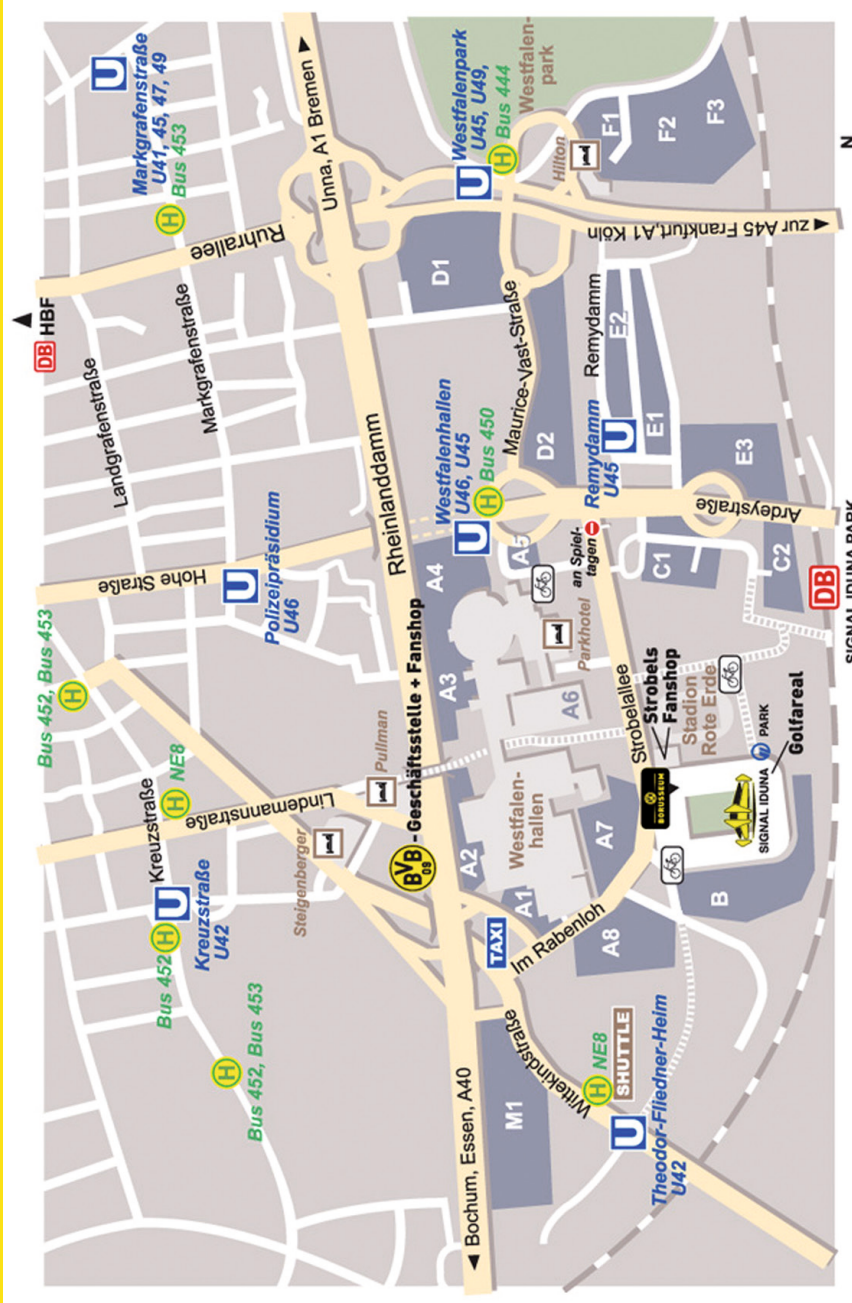 DB HBF
Bus 452, Bus 453
Landgrafenstraße
Markgrafenstraße
U41, 45, 47, 49
Bus 453
U
H
Ruhrallee
Markgrafenstraße
Hohe Straße
U
Polizeipräsidium
U46
H
Kreuzstraße
H NE8
Lindemannstraße
Bus 452 H
U
Kreuzstraße
U42
H
Bus 452, Bus 453
Steigenberger
Pullman
BVB 09 - Geschäftsstelle + Fanshop
Rheinlanddamm
Unna, A1 Bremen
Bochum, Essen, A40
M1
TAXI
A1
A2
A3
A4
A5
A6
A7
A8
Westfalen-
hallen
Im Rabenloh
Wittekindstraße
H NE8
SHUTTLE
U
Theodor-Fliedner-Heim
U42
Westfalenhallen
U46, U45
U
H Bus 450
Parkhotel
an Spiel-
tagen
Maurice-Vast-Straße
D1
D2
Westfalenpark
U45, U49,
U
H Bus 444
Westfalen-
park
Hilton
F1
F2
F3
zur A45 Frankfurt, A1 Köln
Remydamm
E2
E1
E3
Remydamm
U45
U
Ardeystraße
C1
C2
Strobelallee
Strobels
Fanshop
Stadion
Rote Erde
BORUSSEUM
SIGNAL IDUNA PARK
Golfareal
B
DB
SIGNAL IDUNA PARK
N